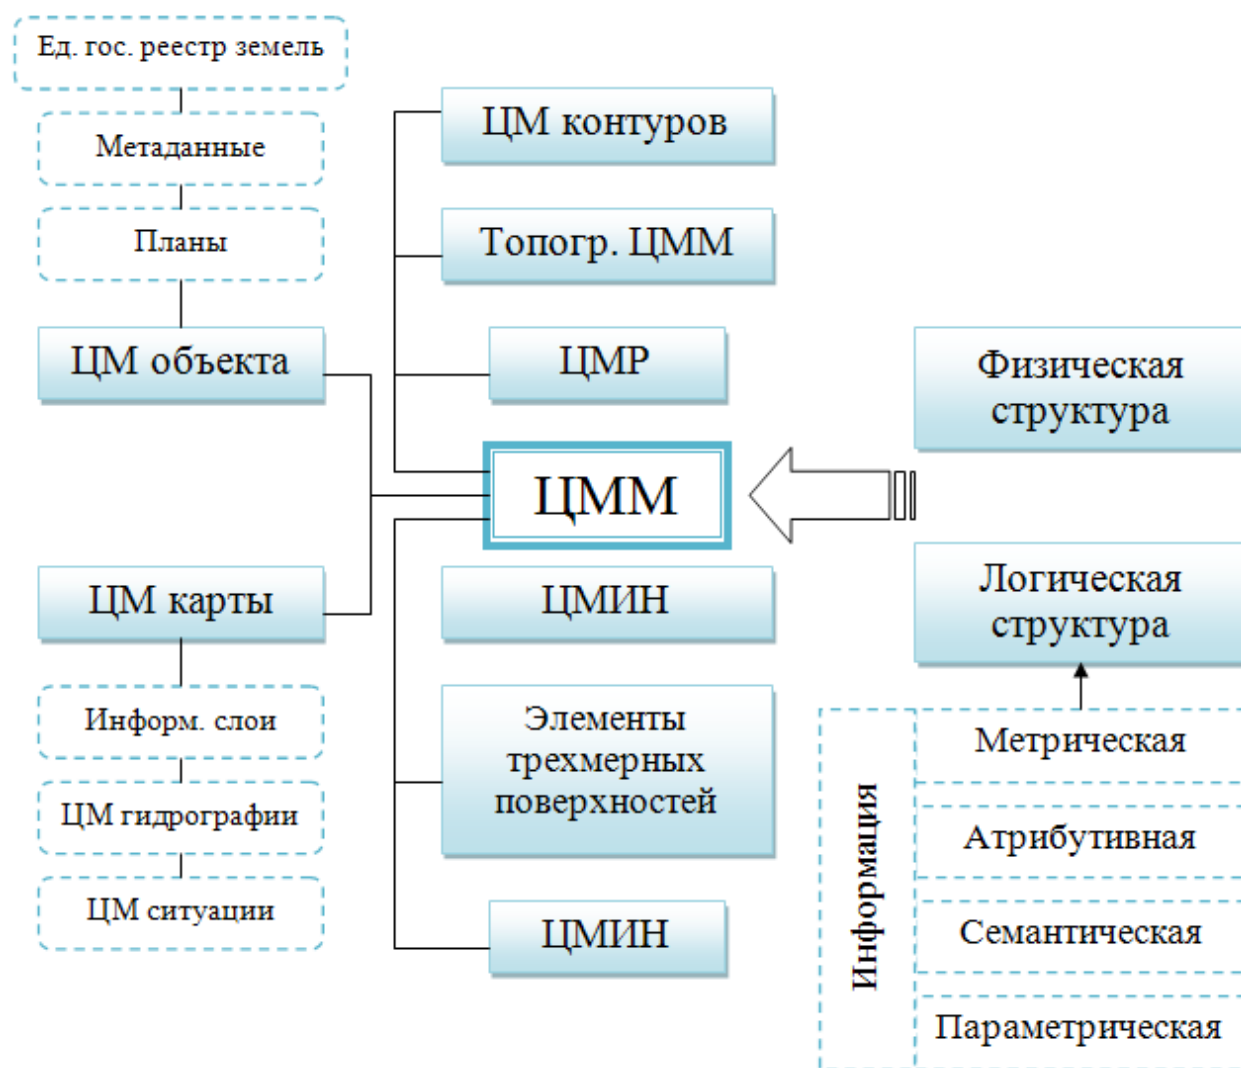 Ед. гос. реестр земель
Метаданные
Планы
ЦМ объекта
ЦМ карты
Информ. слои
ЦМ гидрографии
ЦМ ситуации
ЦМ контуров
Топогр. ЦММ
ЦМР
ЦММ
ЦМИН
Элементы
трехмерных
поверхностей
ЦМИН
Физическая
структура
Логическая
структура
Информация
Метрическая
Атрибутивная
Семантическая
Параметрическая